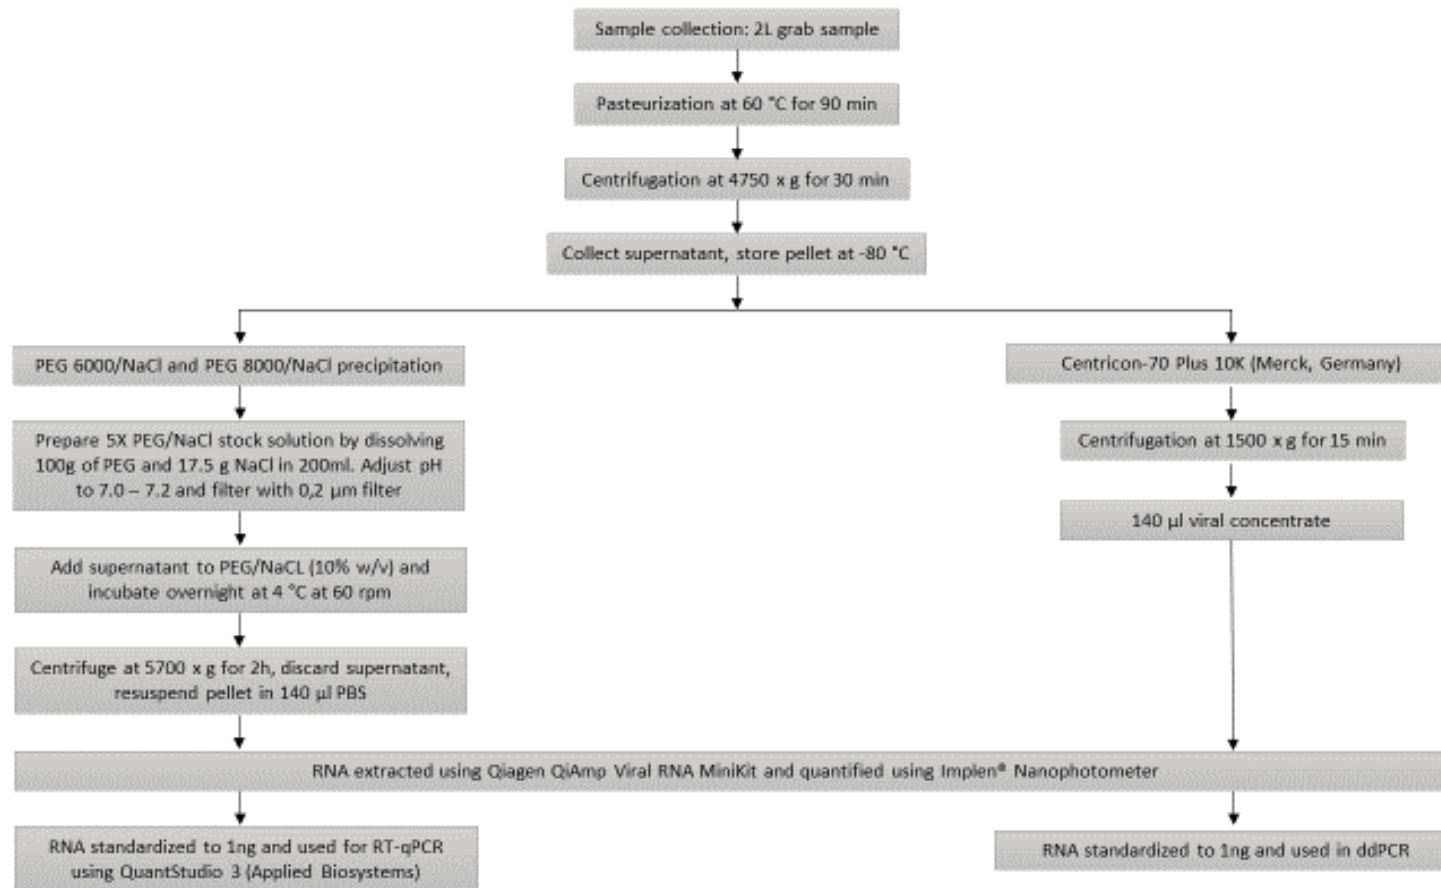 Sample collection: 2L grab sample
Pasteurization at 60 °C for 90 min
Centrifugation at 4750 x g for 30 min
Collect supernatant, store pellet at -80 °C
PEG 6000/NaCl and PEG 8000/NaCl precipitation
Prepare 5X PEG/NaCl stock solution by dissolving
100g of PEG and 17.5 g NaCl in 200ml. Adjust pH
to 7.0 – 7.2 and filter with 0,2 µm filter
Add supernatant to PEG/NaCL (10% w/v) and
incubate overnight at 4 °C at 60 rpm
Centrifuge at 5700 x g for 2h, discard supernatant,
resuspend pellet in 140 µl PBS
Centricon-70 Plus 10K (Merck, Germany)
Centrifugation at 1500 x g for 15 min
140 µl viral concentrate
RNA extracted using Qiagen QiAmp Viral RNA MiniKit and quantified using Implen® Nanophotometer
RNA standardized to 1ng and used for RT-qPCR
using QuantStudio 3 (Applied Biosystems)
RNA standardized to 1ng and used in ddPCR